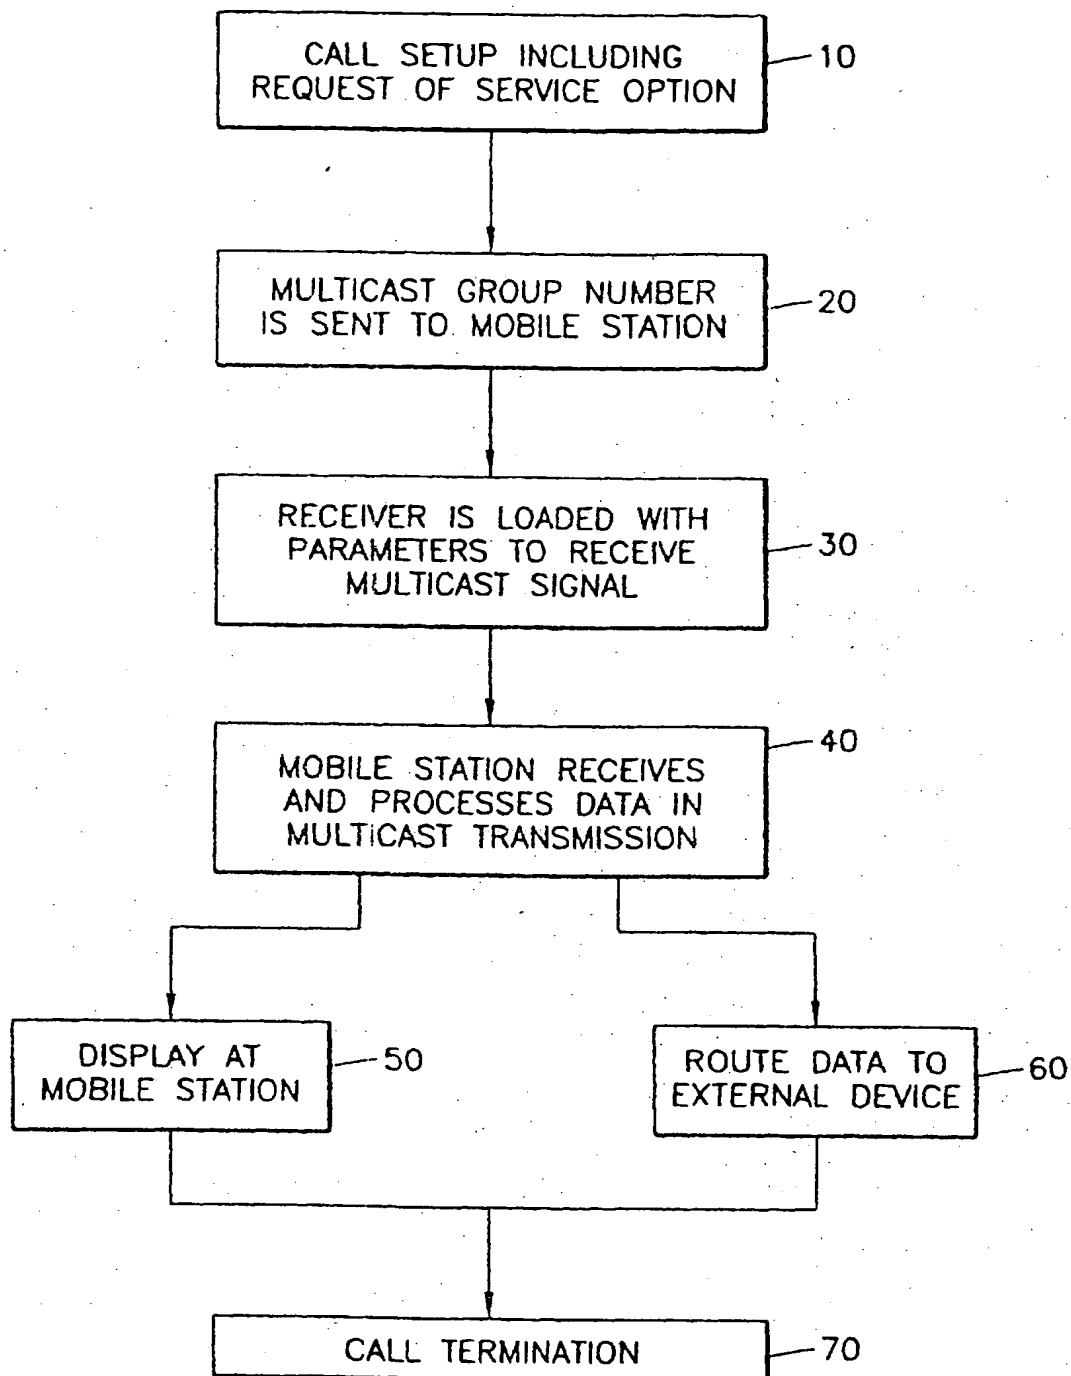 CALL SETUP INCLUDING
REQUEST OF SERVICE OPTION
10
MULTICAST GROUP NUMBER
IS SENT TO MOBILE STATION
20
RECEIVER IS LOADED WITH
PARAMETERS TO RECEIVE
MULTICAST SIGNAL
30
MOBILE STATION RECEIVES
AND PROCESSES DATA IN
MULTICAST TRANSMISSION
40
DISPLAY AT
MOBILE STATION
50
ROUTE DATA TO
EXTERNAL DEVICE
60
CALL TERMINATION
70